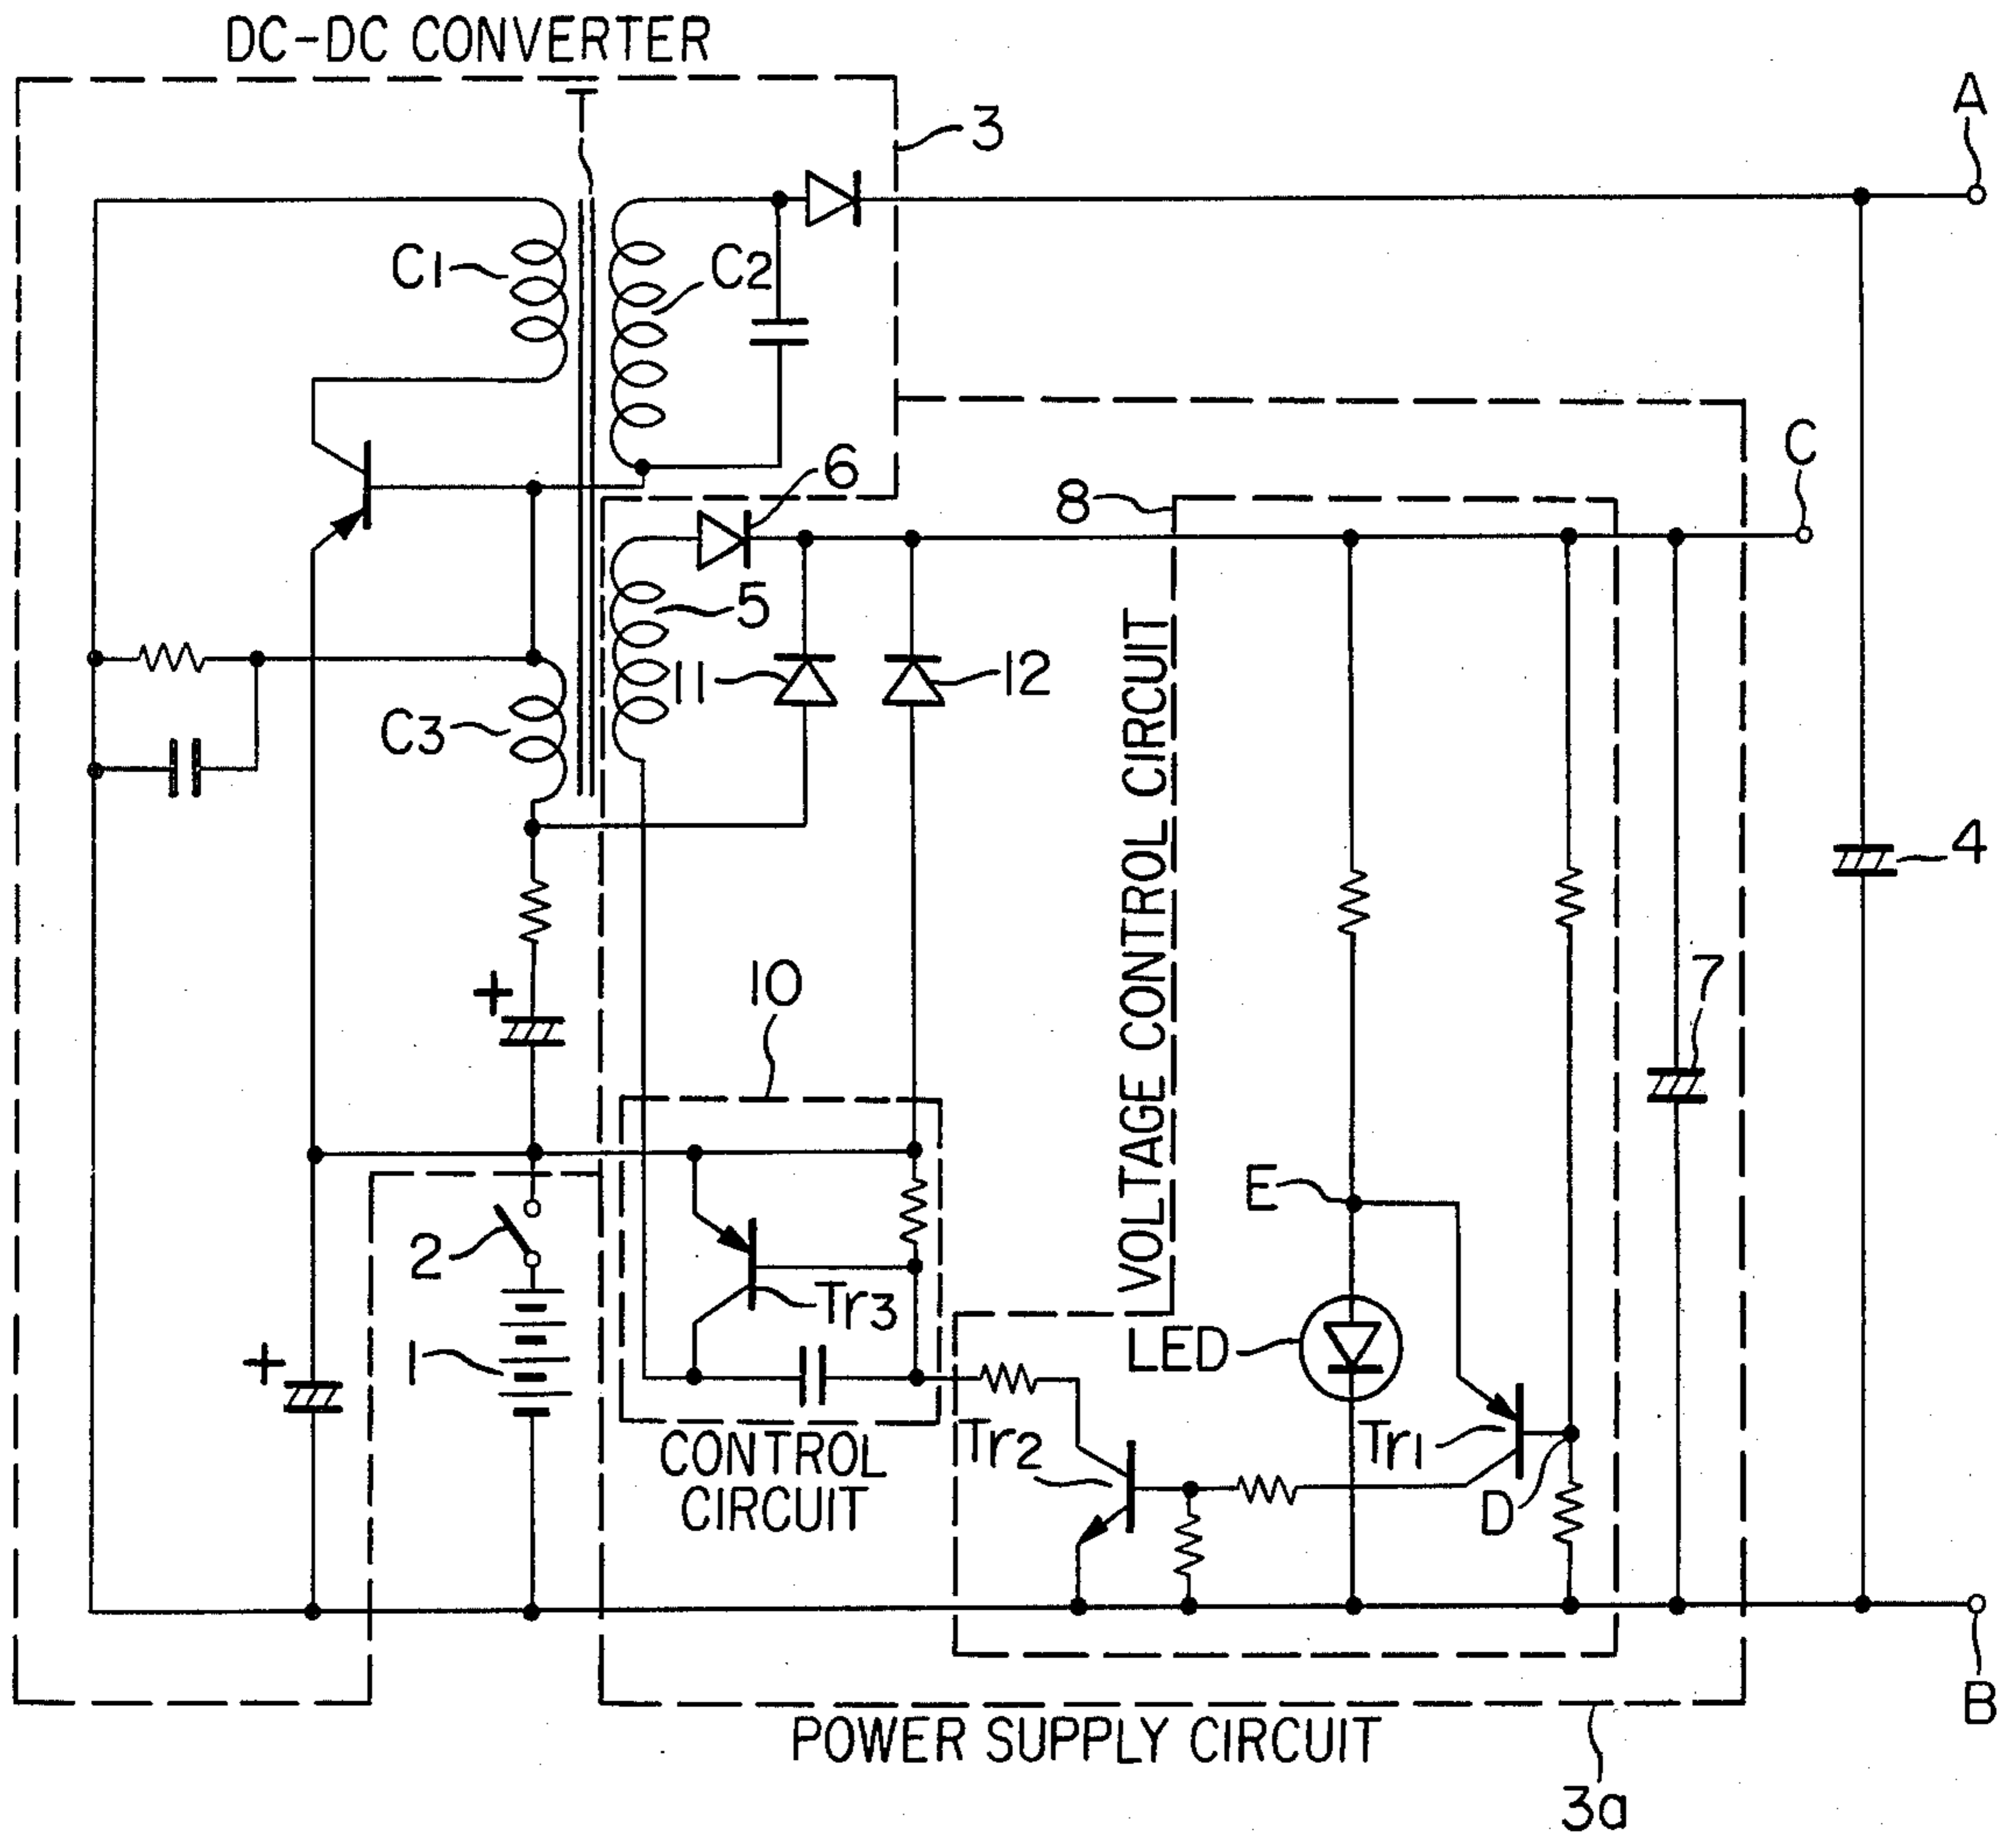 DC-DC CONVERTER
T
3
A
C1
C2
6
8
C
5
11
12
C3
VOLTAGE CONTROL CIRCUIT
4
+
10
7
E
2
Tr3
LED
+
1
Tr2
Tr1
CONTROL
CIRCUIT
D
B
POWER SUPPLY CIRCUIT
3a